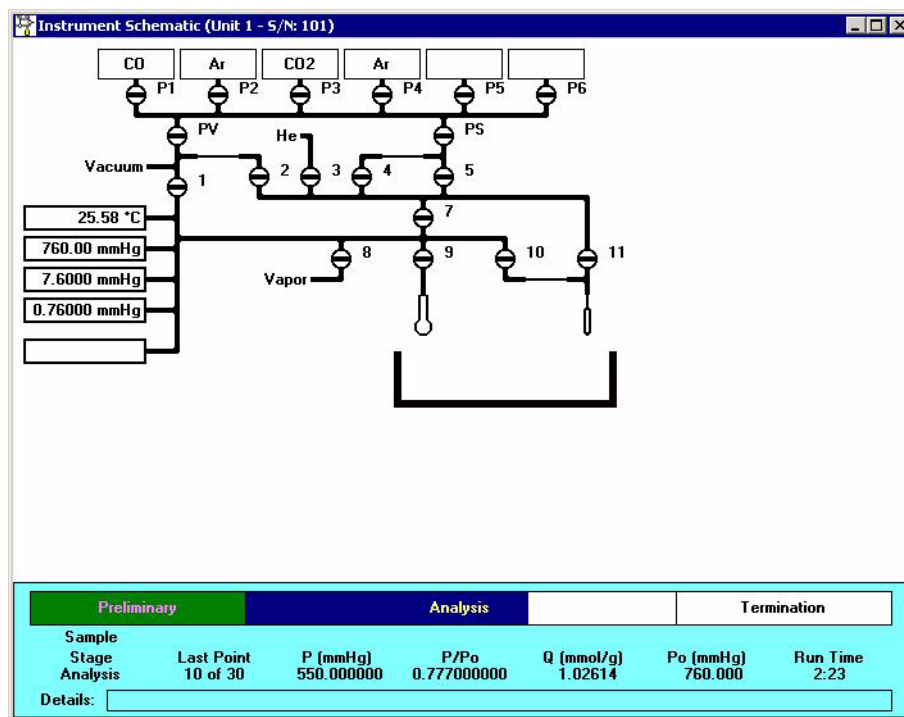 Instrument Schematic (Unit 1 - S/N: 101)
CO Ar CO2 Ar
P1 P2 P3 P4 P5 P6
PV He PS
Vacuum 1 2 3 4 5
25.58 °C 7
760.00 mmHg 8 9 10 11
7.6000 mmHg Vapor
0.76000 mmHg
Preliminary Analysis Termination
Sample
Stage Last Point P (mmHg) P/Po Q (mmol/g) Po (mmHg) Run Time
Analysis 10 of 30 550.000000 0.777000000 1.02614 760.000 2:23
Details: